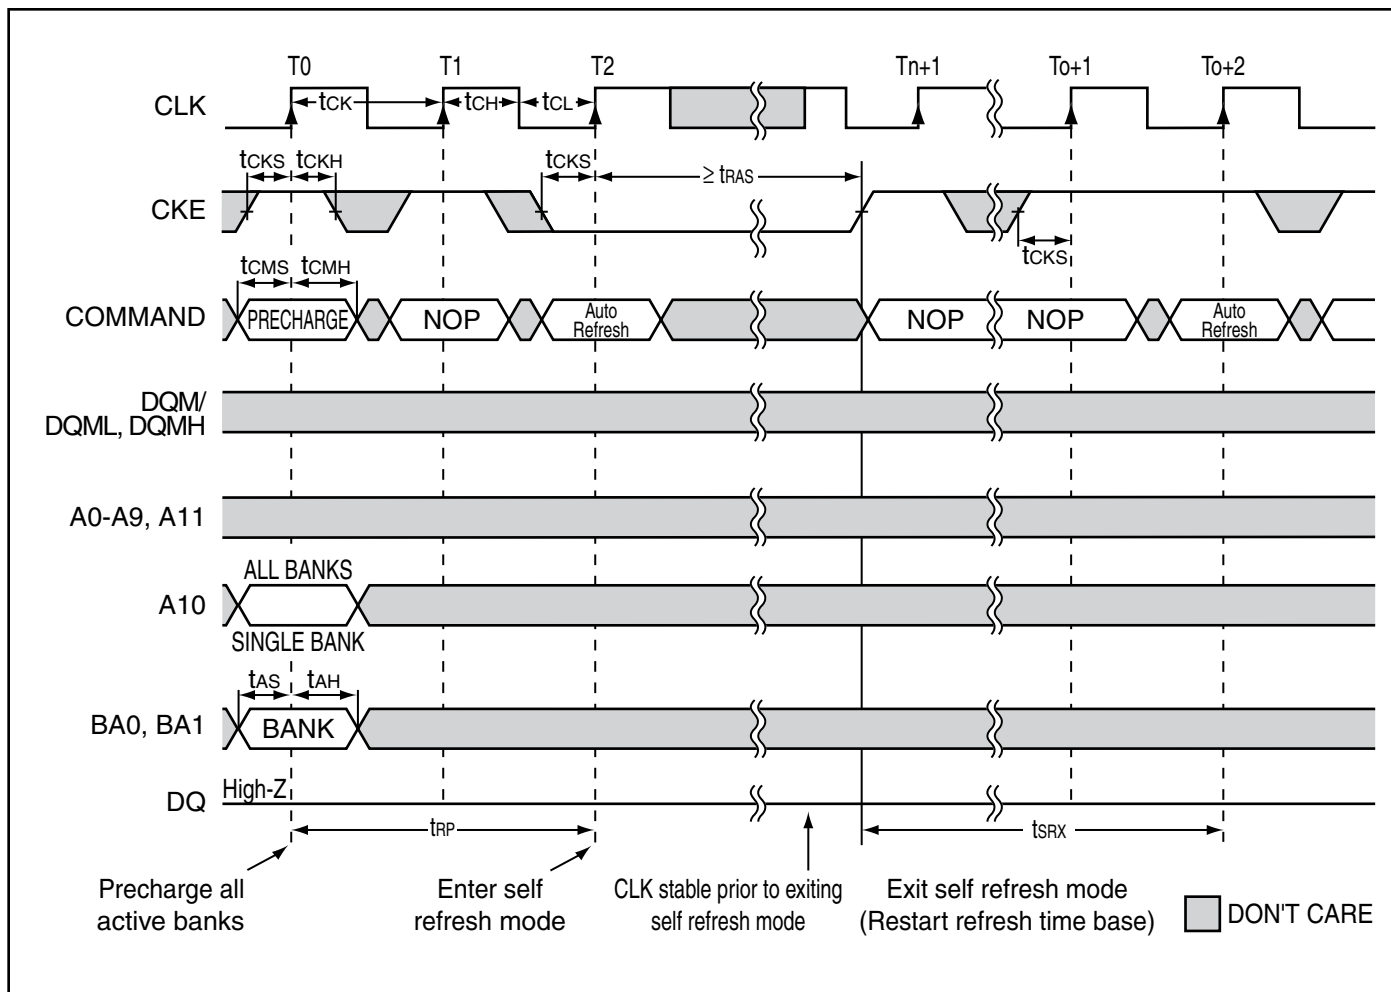 T0 T1 T2 Tn+1 To+1 To+2
CLK tCK tCH tCL
tCKS tCKH tCKS ≥ tRAS
CKE
tCKS
tCMS tCMH
COMMAND PRECHARGE NOP Auto Refresh NOP NOP Auto Refresh
DQM/
DQML, DQMH
A0-A9, A11
ALL BANKS
A10
SINGLE BANK
tAS tAH
BA0, BA1 BANK
High-Z
DQ
tRP tSRX
Precharge all
active banks
Enter self
refresh mode
CLK stable prior to exiting
self refresh mode
Exit self refresh mode
(Restart refresh time base)
DON'T CARE